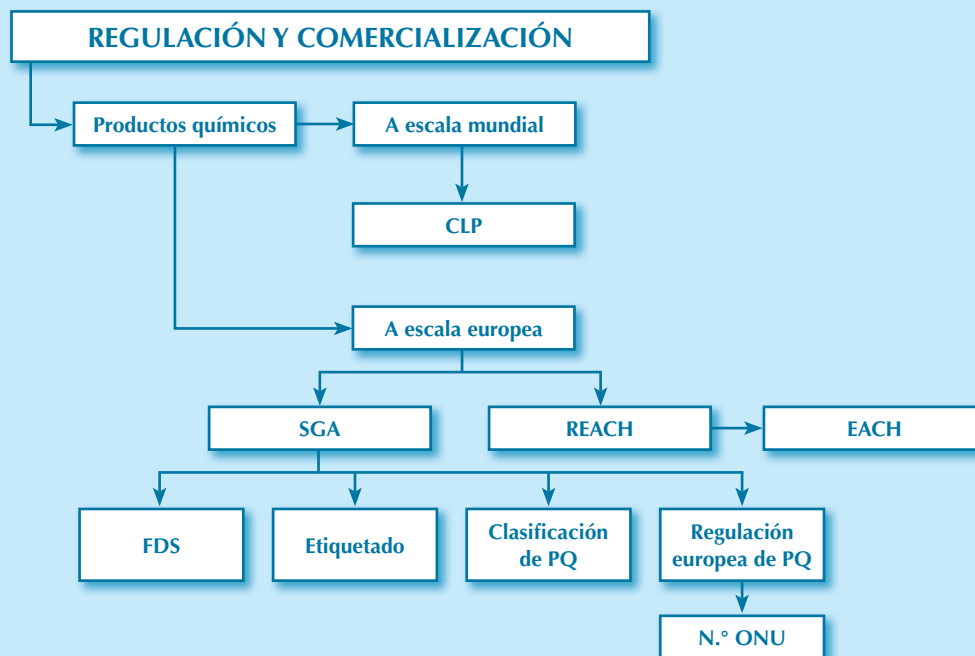 REGULACIÓN Y COMERCIALIZACIÓN
Productos químicos
A escala mundial
CLP
A escala europea
SGA
REACH
EACH
FDS
Etiquetado
Clasificación
de PQ
Regulación
europea de PQ
N.° ONU